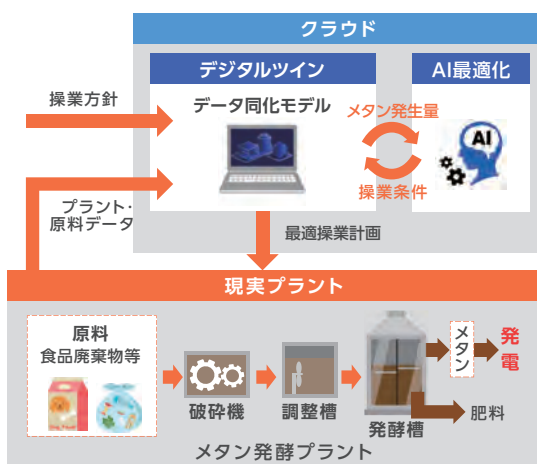 クラウド
デジタルツイン
AI最適化
操業方針
データ同化モデル
メタン発生量
AI
操業条件
プラント・
原料データ
最適操業計画
現実プラント
原料
食品廃棄物等
破砕機
調整槽
発酵槽
メタン
発電
肥料
メタン発酵プラント